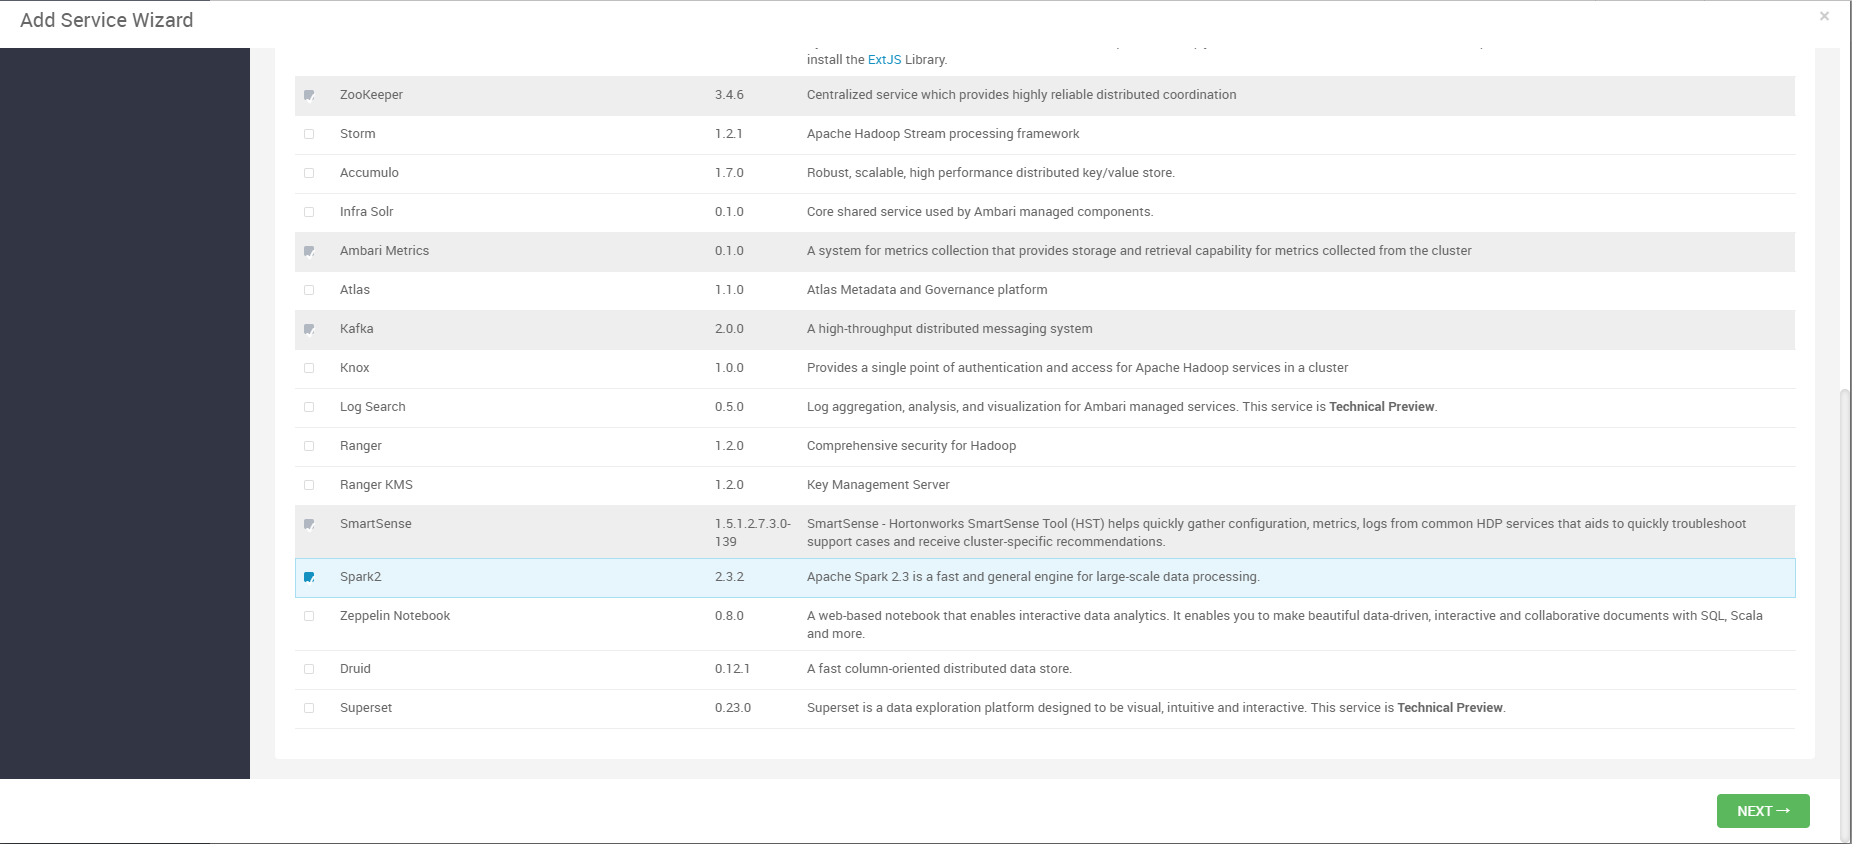 Add Service Wizard ×
install the ExtJS Library.
ZooKeeper 3.4.6 Centralized service which provides highly reliable distributed coordination
Storm 1.2.1 Apache Hadoop Stream processing framework
Accumulo 1.7.0 Robust, scalable, high performance distributed key/value store.
Infra Solr 0.1.0 Core shared service used by Ambari managed components.
Ambari Metrics 0.1.0 A system for metrics collection that provides storage and retrieval capability for metrics collected from the cluster
Atlas 1.1.0 Atlas Metadata and Governance platform
Kafka 2.0.0 A high-throughput distributed messaging system
Knox 1.0.0 Provides a single point of authentication and access for Apache Hadoop services in a cluster
Log Search 0.5.0 Log aggregation, analysis, and visualization for Ambari managed services. This service is Technical Preview.
Ranger 1.2.0 Comprehensive security for Hadoop
Ranger KMS 1.2.0 Key Management Server
SmartSense 1.5.1.2.7.3.0- SmartSense - Hortonworks SmartSense Tool (HST) helps quickly gather configuration, metrics, logs from common HDP services that aids to quickly troubleshoot
139 support cases and receive cluster-specific recommendations.
Spark2 2.3.2 Apache Spark 2.3 is a fast and general engine for large-scale data processing.
Zeppelin Notebook 0.8.0 A web-based notebook that enables interactive data analytics. It enables you to make beautiful data-driven, interactive and collaborative documents with SQL, Scala
and more.
Druid 0.12.1 A fast column-oriented distributed data store.
Superset 0.23.0 Superset is a data exploration platform designed to be visual, intuitive and interactive. This service is Technical Preview.
NEXT →